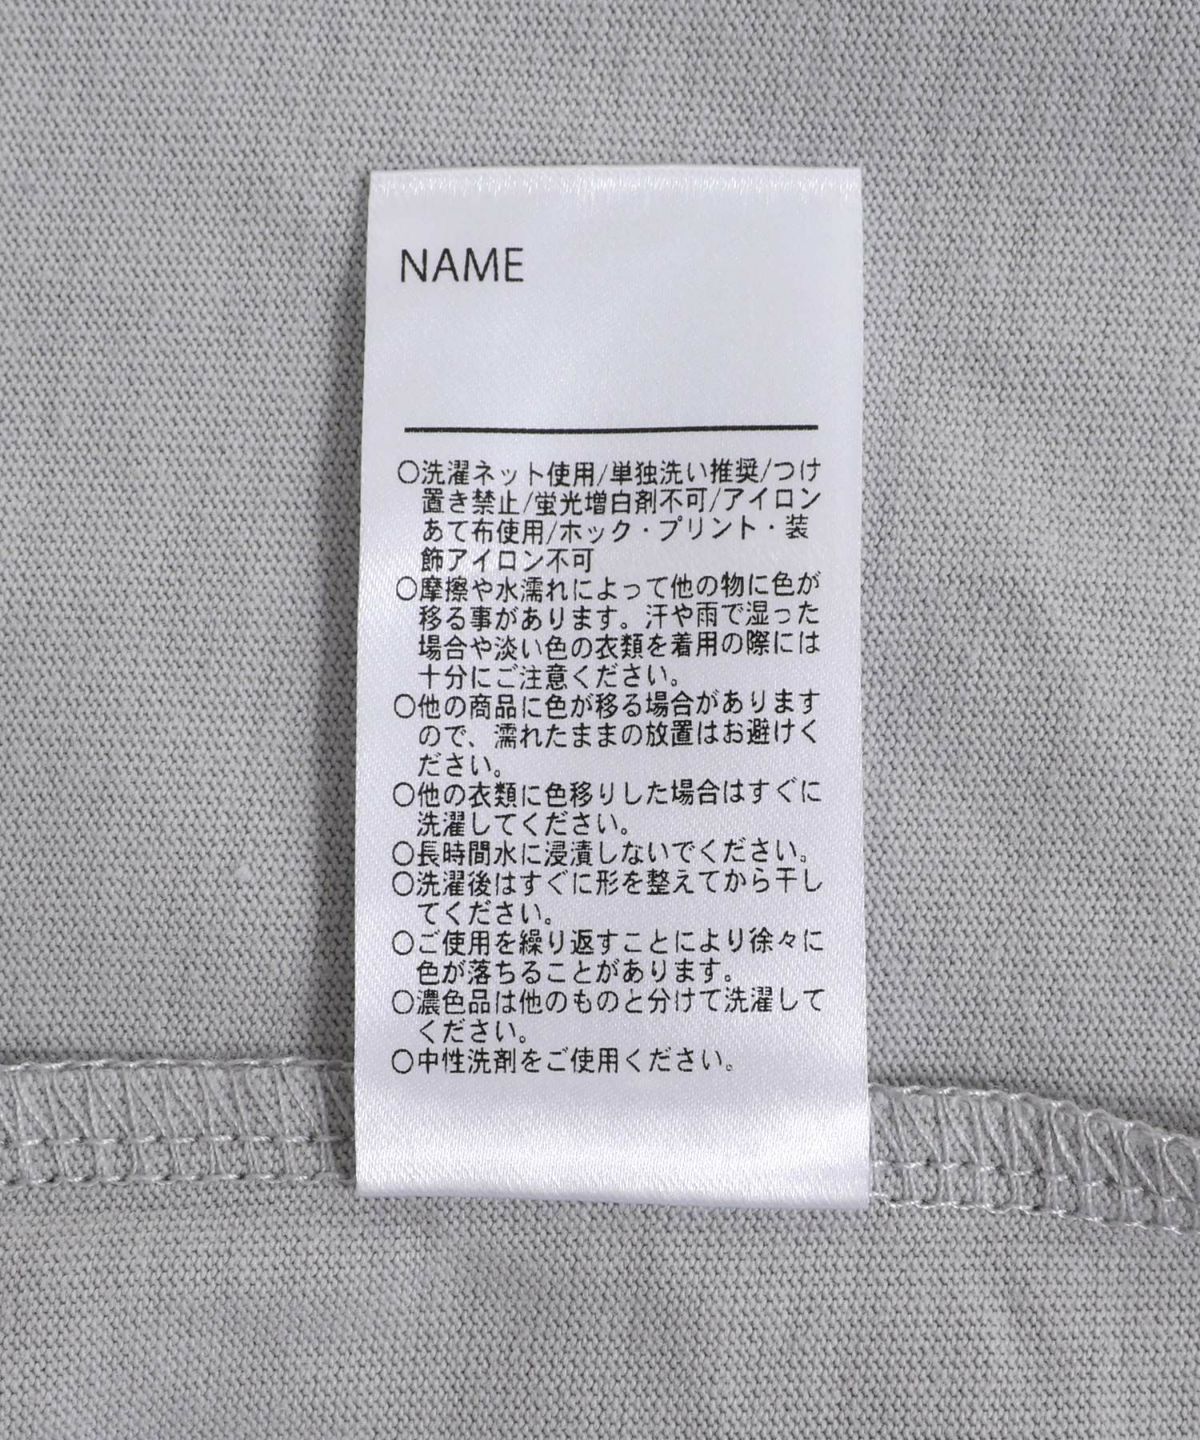 NAME
○洗濯ネット使用/単独洗い推奨/つけ
置き禁止/蛍光増白剤不可/アイロン
あて布使用/ホック・プリント・装
飾アイロン不可
○摩擦や水濡れによって他の物に色が
移る事があります。汗や雨で湿った
場合や淡い色の衣類を着用の際には
十分にご注意ください。
○他の商品に色が移る場合があります
ので、濡れたままの放置はお避けく
ださい。
○他の衣類に色移りした場合はすぐに
洗濯してください。
○長時間水に浸漬しないでください。
○洗濯後はすぐに形を整えてから干し
てください。
○ご使用を繰り返すことにより徐々に
色が落ちることがあります。
○濃色品は他のものと分けて洗濯して
ください。
○中性洗剤をご使用ください。